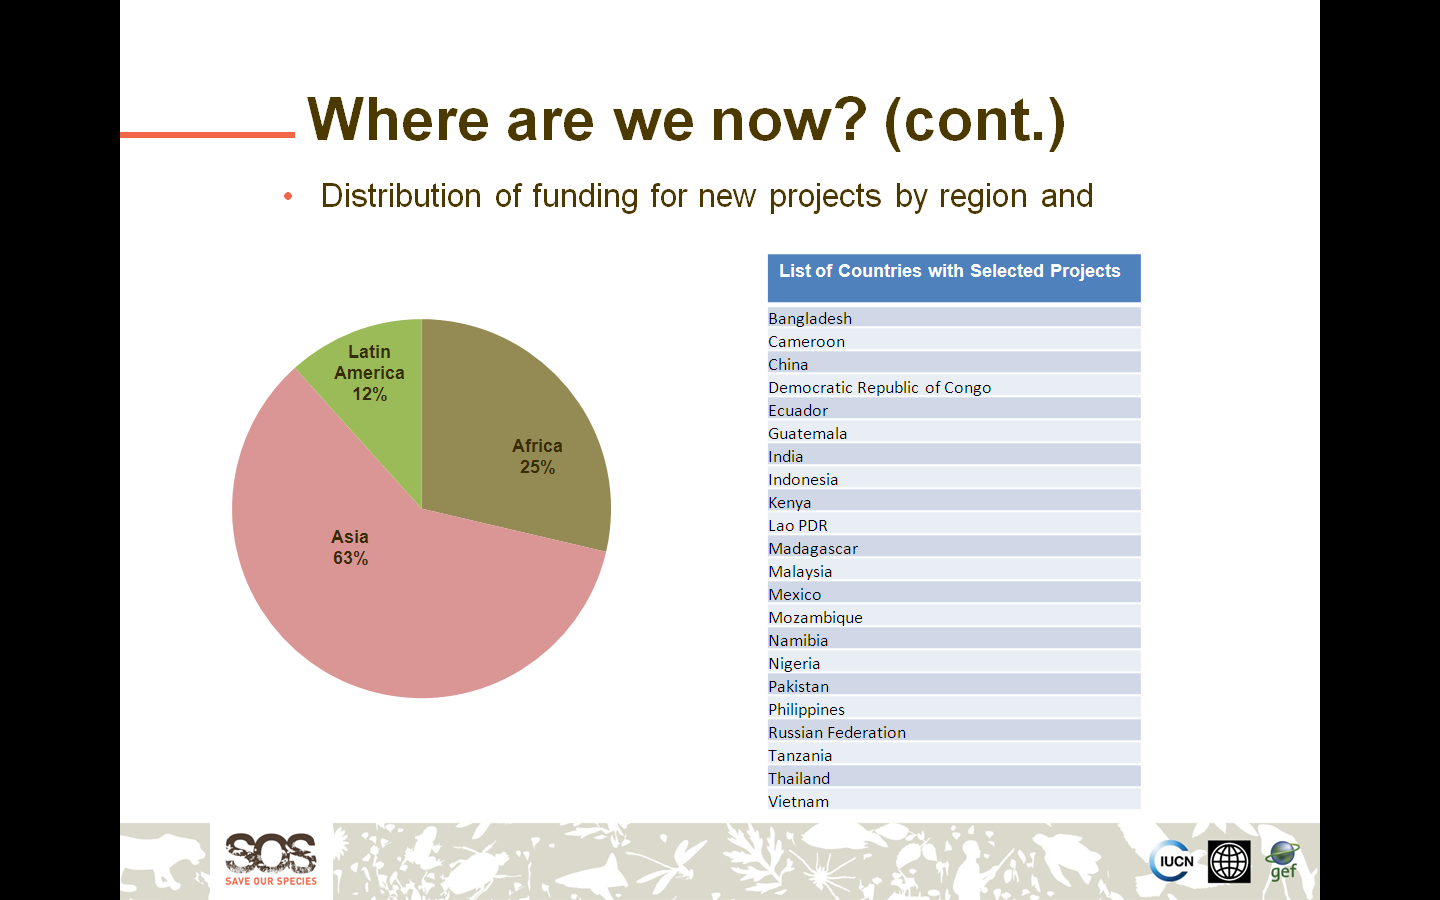 Where are we now? (cont.)
• Distribution of funding for new projects by region and
Latin
America
12%
Africa
25%
Asia
63%
List of Countries with Selected Projects
Bangladesh
Cameroon
China
Democratic Republic of Congo
Ecuador
Guatemala
India
Indonesia
Kenya
Lao PDR
Madagascar
Malaysia
Mexico
Mozambique
Namibia
Nigeria
Pakistan
Philippines
Russian Federation
Tanzania
Thailand
Vietnam
SOS
SAVE OUR SPECIES
IUCN
gef